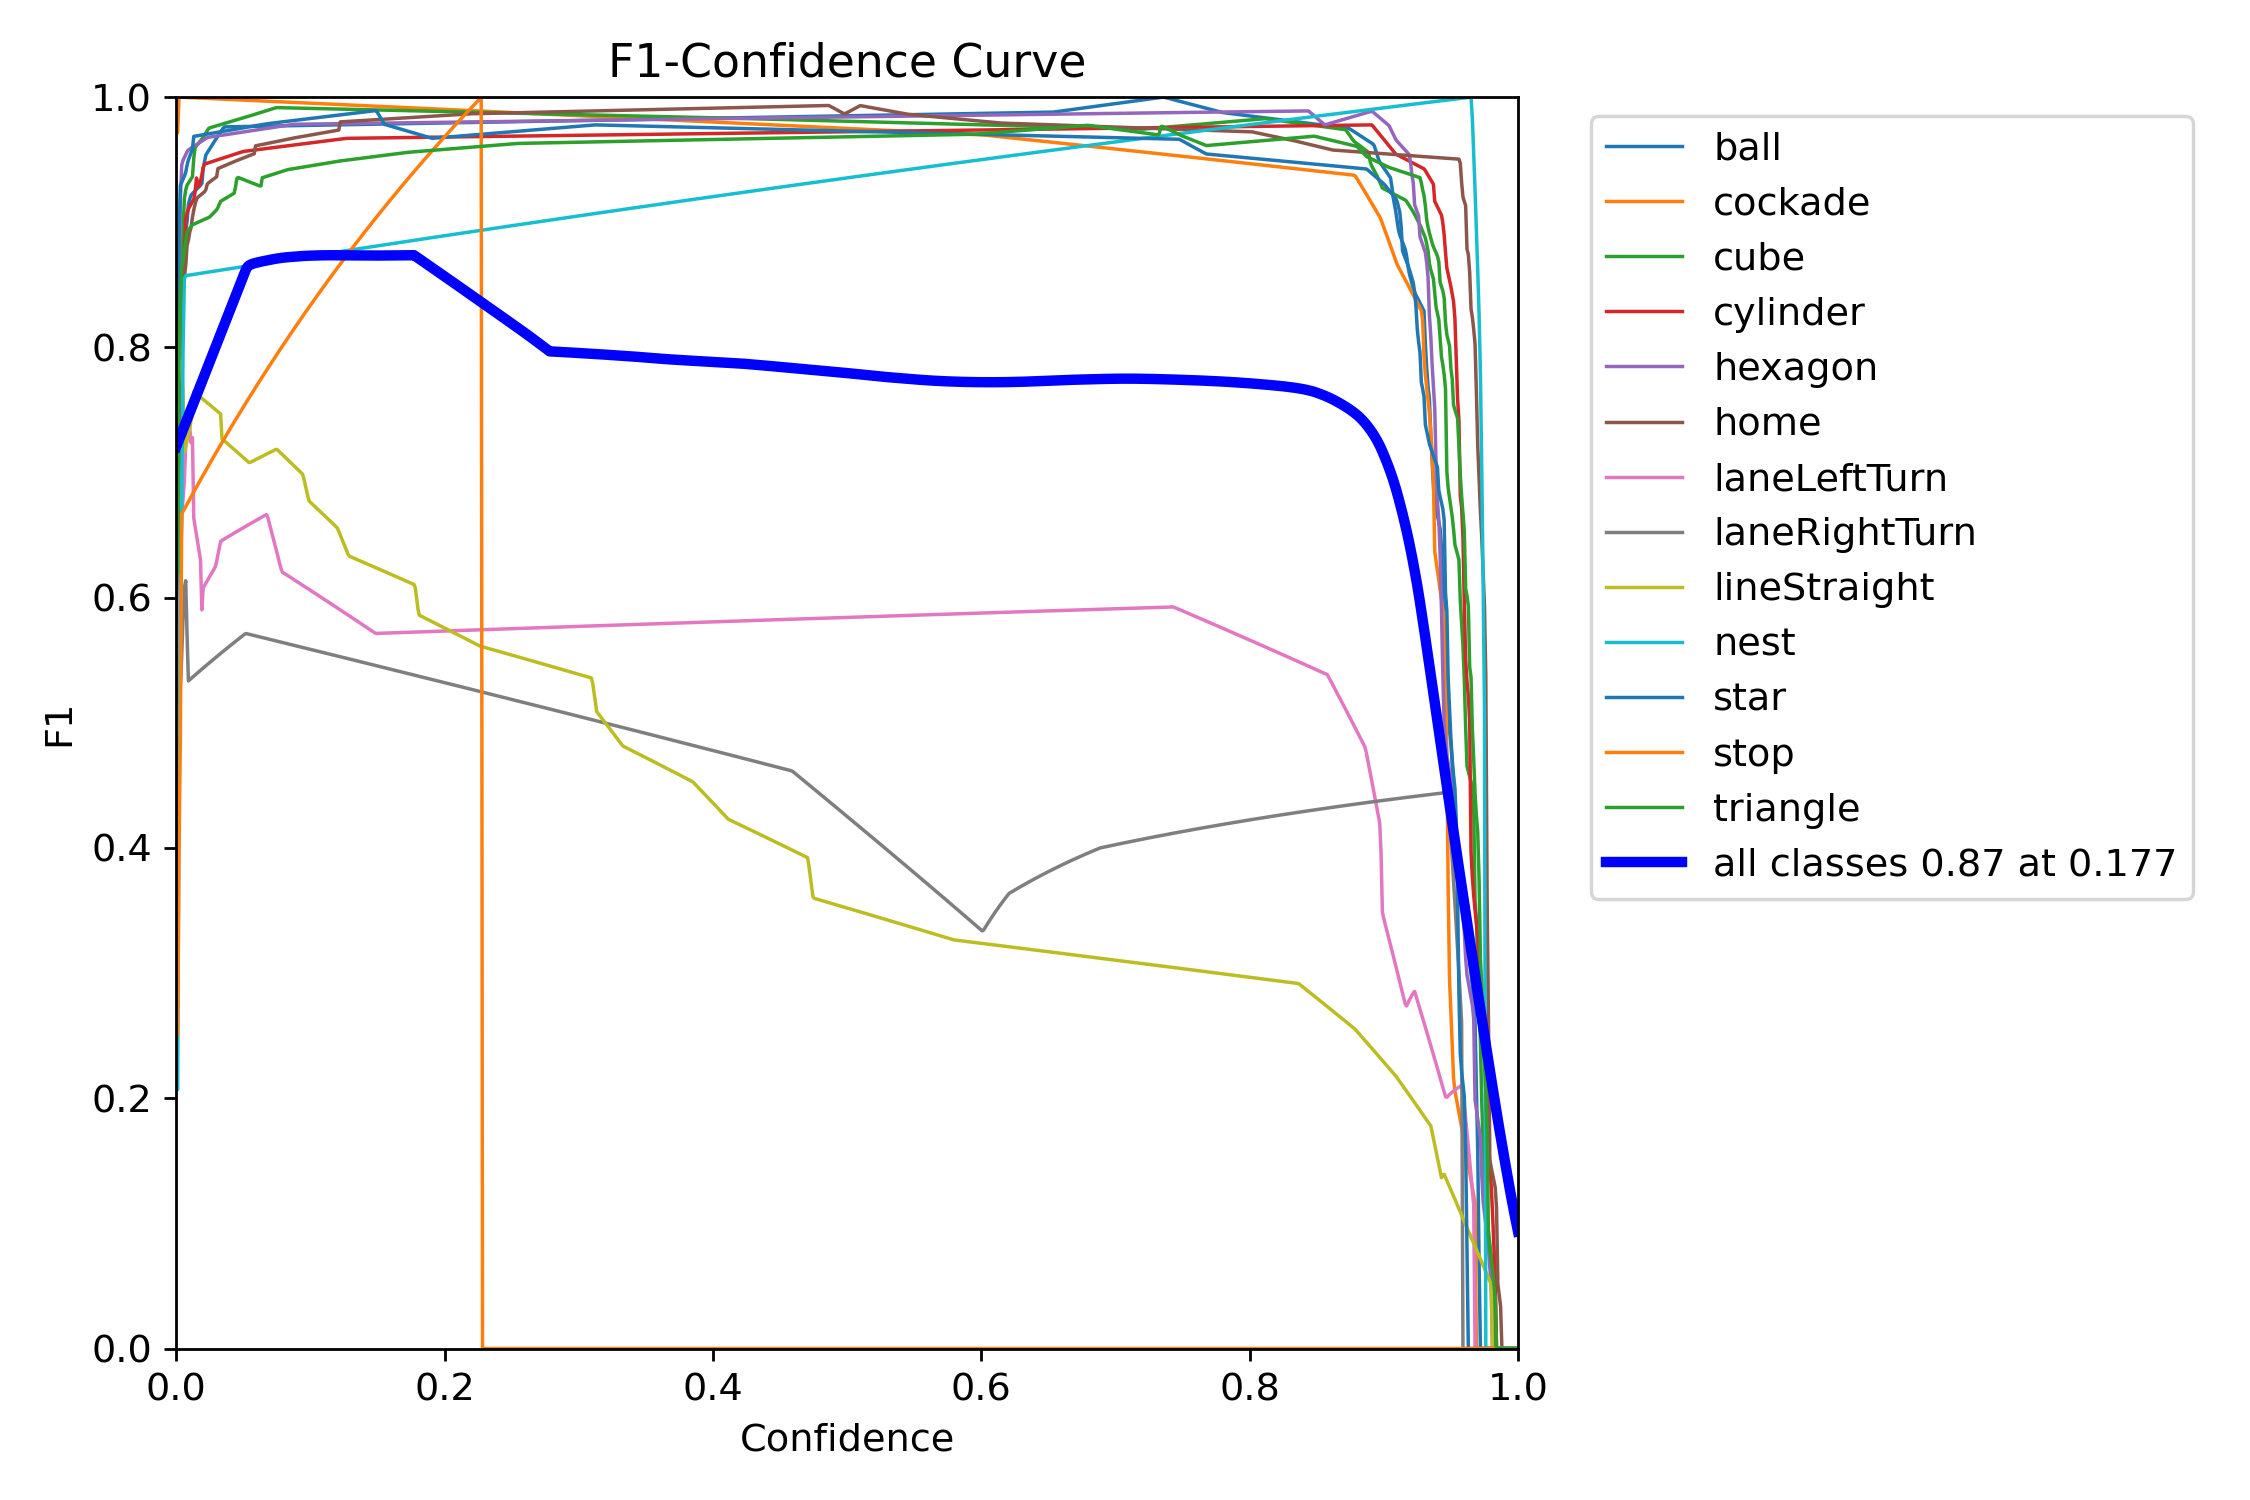 F1-Confidence Curve
1.0
0.8
0.6
0.4
0.2
0.0
F1
0.0 0.2 0.4 0.6 0.8 1.0
Confidence
ball
cockade
cube
cylinder
hexagon
home
laneLeftTurn
laneRightTurn
lineStraight
nest
star
stop
triangle
all classes 0.87 at 0.177